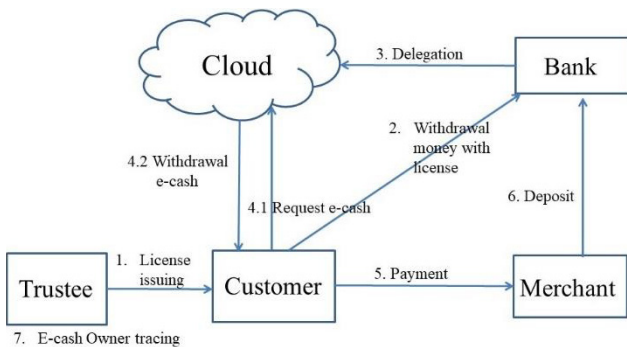 Cloud
3. Delegation
Bank
2. Withdrawal
money with
license
4.2 Withdrawal
e-cash
4.1 Request e-cash
6. Deposit
1. License
issuing
Trustee
Customer
5. Payment
Merchant
7. E-cash Owner tracing